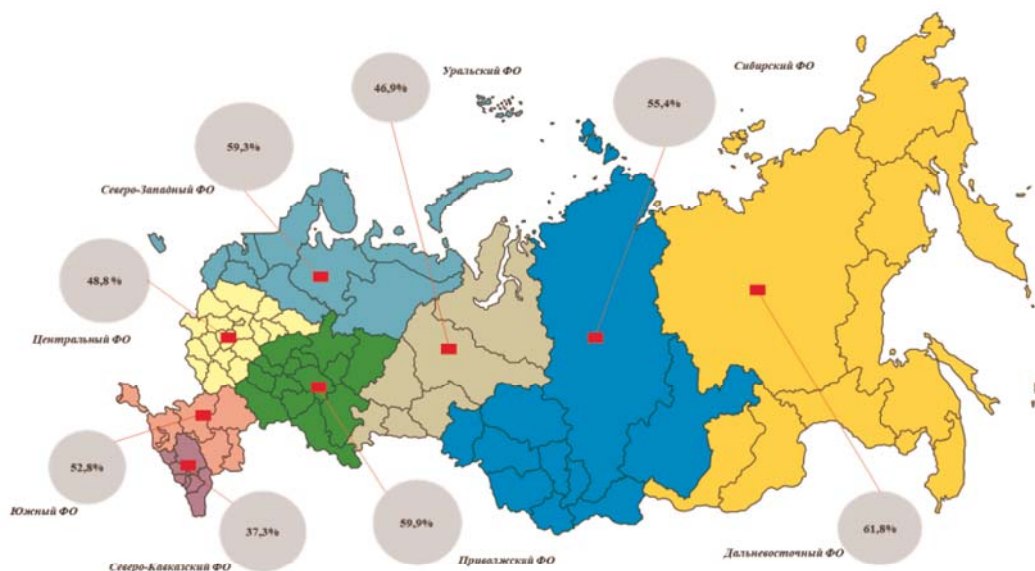 Уральский ФО
Сибирский ФО
46,9%
55,4%
59,3%
Северо-Западный ФО
48,8 %
Центральный ФО
52,8%
Южный ФО
37,3%
Северо-Кавказский ФО
59,9%
Приволжский ФО
61,8%
Дальневосточный ФО